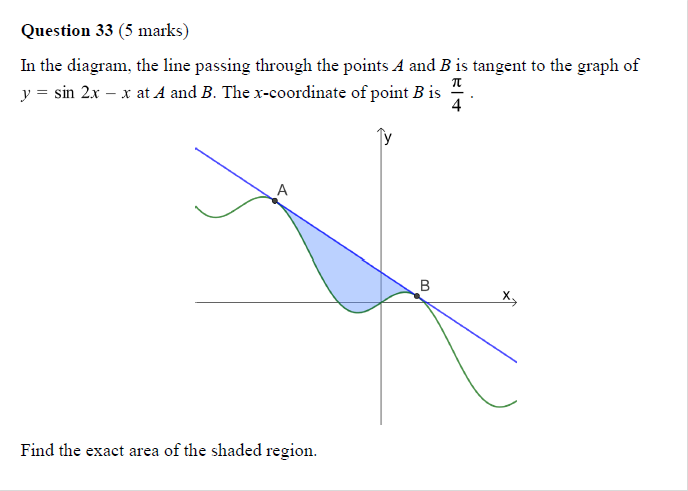 Question 33 (5 marks)
In the diagram, the line passing through the points A and B is tangent to the graph of
y = sin 2x – x at A and B. The x-coordinate of point B is π/4 .
y
A
B
x
Find the exact area of the shaded region.